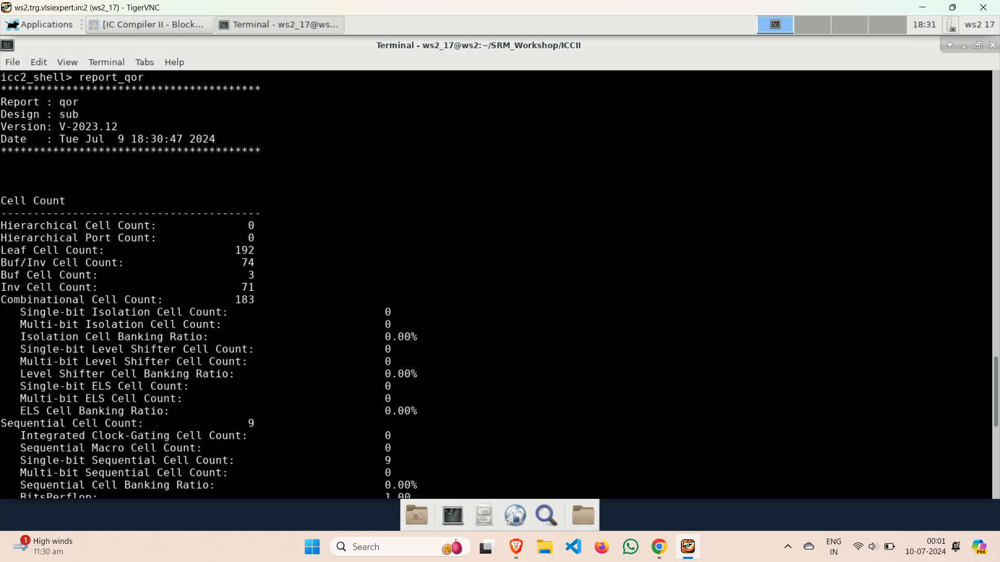 ws2.trg.vlsiexpert.in:2 (ws2_17) - TigerVNC
Applications
[IC Compiler II - Block...
Terminal - ws2_17@ws...
18:31
ws2 17
Terminal - ws2_17@ws2:~/SRM_Workshop/ICCII
File Edit View Terminal Tabs Help
icc2_shell> report_qor
****************************************
Report : qor
Design : sub
Version: V-2023.12
Date   : Tue Jul  9 18:30:47 2024
****************************************
Cell Count
----------------------------------------
Hierarchical Cell Count: 0
Hierarchical Port Count: 0
Leaf Cell Count: 192
Buf/Inv Cell Count: 74
Buf Cell Count: 3
Inv Cell Count: 71
Combinational Cell Count: 183
Single-bit Isolation Cell Count: 0
Multi-bit Isolation Cell Count: 0
Isolation Cell Banking Ratio: 0.00%
Single-bit Level Shifter Cell Count: 0
Multi-bit Level Shifter Cell Count: 0
Level Shifter Cell Banking Ratio: 0.00%
Single-bit ELS Cell Count: 0
Multi-bit ELS Cell Count: 0
ELS Cell Banking Ratio: 0.00%
Sequential Cell Count: 9
Integrated Clock-Gating Cell Count: 0
Sequential Macro Cell Count: 0
Single-bit Sequential Cell Count: 9
Multi-bit Sequential Cell Count: 0
Sequential Cell Banking Ratio: 0.00%
BitsPerflop: 1.00
1
High winds
11:30 am
Search
ENG
IN
00:01
10-07-2024
PRE